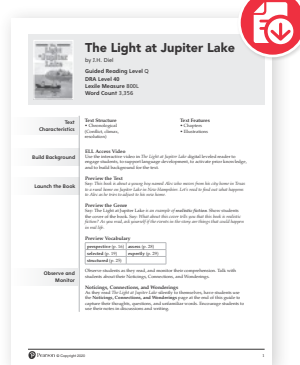 The Light
at Jupiter
Lake
The Light at Jupiter Lake
by J.H. Diel
Guided Reading Level Q
DRA Level 40
Lexile Measure 800L
Word Count 3,356
Text
Characteristics
Text Structure
• Chronological
(Conflict, climax,
resolution)
Text Features
• Chapters
• Illustrations
Build Background
ELL Access Video
Use the interactive video in The Light at Jupiter Lake digital leveled reader to
engage students, to support language development, to activate prior knowledge,
and to build background for the text.
Launch the Book
Preview the Text
Say: This book is about a young boy named Alex who moves from his city home in Texas
to a rural home on Jupiter Lake in New Hampshire. Let's read to find out what happens
to Alex as he tries to adjust to his new home.
Preview the Genre
Say: The Light at Jupiter Lake is an example of realistic fiction. Show students
the cover of the book. Say: What about this cover tells you that this book is realistic
fiction? As you read, ask yourself if the events in the story are things that could happen
in real life.
Preview Vocabulary
perspective (p. 16) access (p. 28)
selected (p. 19) expertly (p. 29)
structured (p. 25)
Observe and
Monitor
Observe students as they read, and monitor their comprehension. Talk with
students about their Noticings, Connections, and Wonderings.
Noticings, Connections, and Wonderings
As they read The Light at Jupiter Lake silently to themselves, have students use
the Noticings, Connections, and Wonderings page at the end of this guide to
capture their thoughts, questions, and unfamiliar words. Encourage students to
use their notes in discussions and writing.
Pearson © Copyright 2020
1